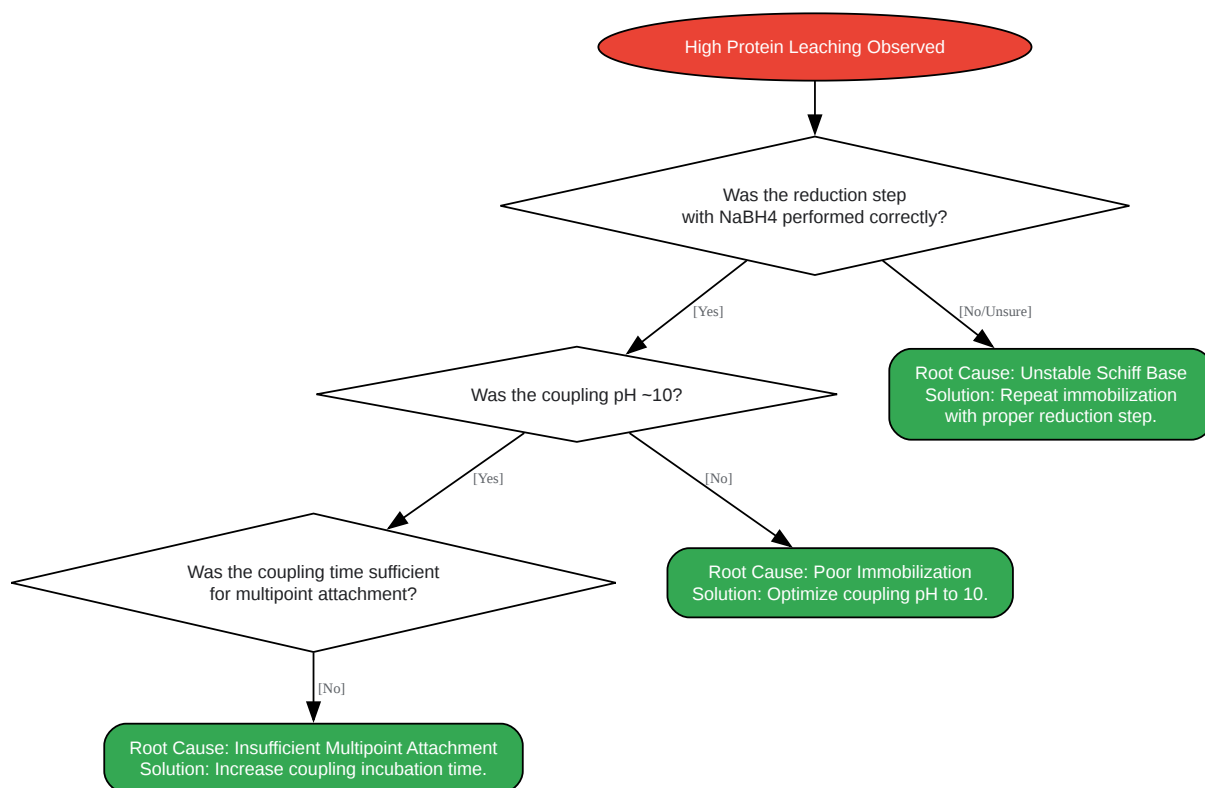 High Protein Leaching Observed
Was the reduction step
with NaBH4 performed correctly?
[Yes]
[No/Unsure]
Was the coupling pH ~10?
Root Cause: Unstable Schiff Base
Solution: Repeat immobilization
with proper reduction step.
[Yes]
[No]
Was the coupling time sufficient
for multipoint attachment?
Root Cause: Poor Immobilization
Solution: Optimize coupling pH to 10.
[No]
Root Cause: Insufficient Multipoint Attachment
Solution: Increase coupling incubation time.